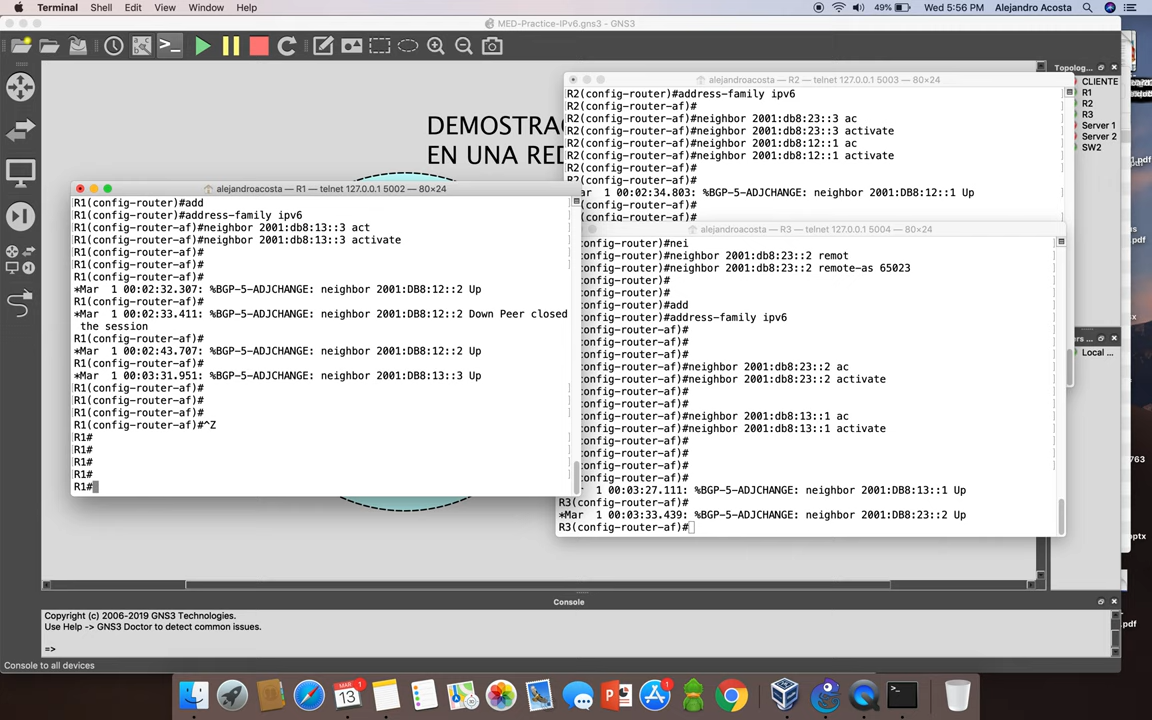 Terminal Shell Edit View Window Help 49% Wed 5:56 PM Alejandro Acosta
MED-Practice-IPv6.gns3 - GNS3
DEMOSTRA
EN UNA RED
alejandroacosta — R2 — telnet 127.0.0.1 5003 — 80×24
R2(config-router)#address-family ipv6
R2(config-router-af)#
R2(config-router-af)#neighbor 2001:db8:23::3 ac
R2(config-router-af)#neighbor 2001:db8:23::3 activate
R2(config-router-af)#
R2(config-router-af)#neighbor 2001:db8:12::1 ac
R2(config-router-af)#neighbor 2001:db8:12::1 activate
R2(config-router-af)#
R2(config-router-af)#
ar 1 00:02:34.803: %BGP-5-ADJCHANGE: neighbor 2001:DB8:12::1 Up
(config-router-af)#
(config-router-af)#
alejandroacosta — R1 — telnet 127.0.0.1 5002 — 80×24
R1(config-router)#add
R1(config-router)#address-family ipv6
R1(config-router-af)#neighbor 2001:db8:13::3 act
R1(config-router-af)#neighbor 2001:db8:13::3 activate
R1(config-router-af)#
R1(config-router-af)#
R1(config-router-af)#
*Mar 1 00:02:32.307: %BGP-5-ADJCHANGE: neighbor 2001:DB8:12::2 Up
R1(config-router-af)#
*Mar 1 00:02:33.411: %BGP-5-ADJCHANGE: neighbor 2001:DB8:12::2 Down Peer closed
the session
R1(config-router-af)#
*Mar 1 00:02:43.707: %BGP-5-ADJCHANGE: neighbor 2001:DB8:12::2 Up
R1(config-router-af)#
*Mar 1 00:03:31.951: %BGP-5-ADJCHANGE: neighbor 2001:DB8:13::3 Up
R1(config-router-af)#
R1(config-router-af)#
R1(config-router-af)#
R1(config-router-af)#^Z
R1#
R1#
R1#
R1#
R1#
alejandroacosta — R3 — telnet 127.0.0.1 5004 — 80×24
config-router)#nei
config-router)#neighbor 2001:db8:23::2 remot
config-router)#neighbor 2001:db8:23::2 remote-as 65023
config-router)#
config-router)#
config-router)#add
config-router)#address-family ipv6
config-router-af)#
config-router-af)#
config-router-af)#
config-router-af)#neighbor 2001:db8:23::2 ac
config-router-af)#neighbor 2001:db8:23::2 activate
config-router-af)#
config-router-af)#
config-router-af)#neighbor 2001:db8:13::1 ac
config-router-af)#neighbor 2001:db8:13::1 activate
config-router-af)#
config-router-af)#
config-router-af)#
config-router-af)#
r 1 00:03:27.111: %BGP-5-ADJCHANGE: neighbor 2001:DB8:13::1 Up
R3(config-router-af)#
*Mar 1 00:03:33.439: %BGP-5-ADJCHANGE: neighbor 2001:DB8:23::2 Up
R3(config-router-af)#
Topolog...
CLIENTE
R1
R2
R3
Server 1
Server 2
SW2
rs ...
Local ...
.pdf
763
pptx
.pdf
Console
Copyright (c) 2006-2019 GNS3 Technologies.
Use Help -> GNS3 Doctor to detect common issues.
=>
Console to all devices
MAR
13
1
1